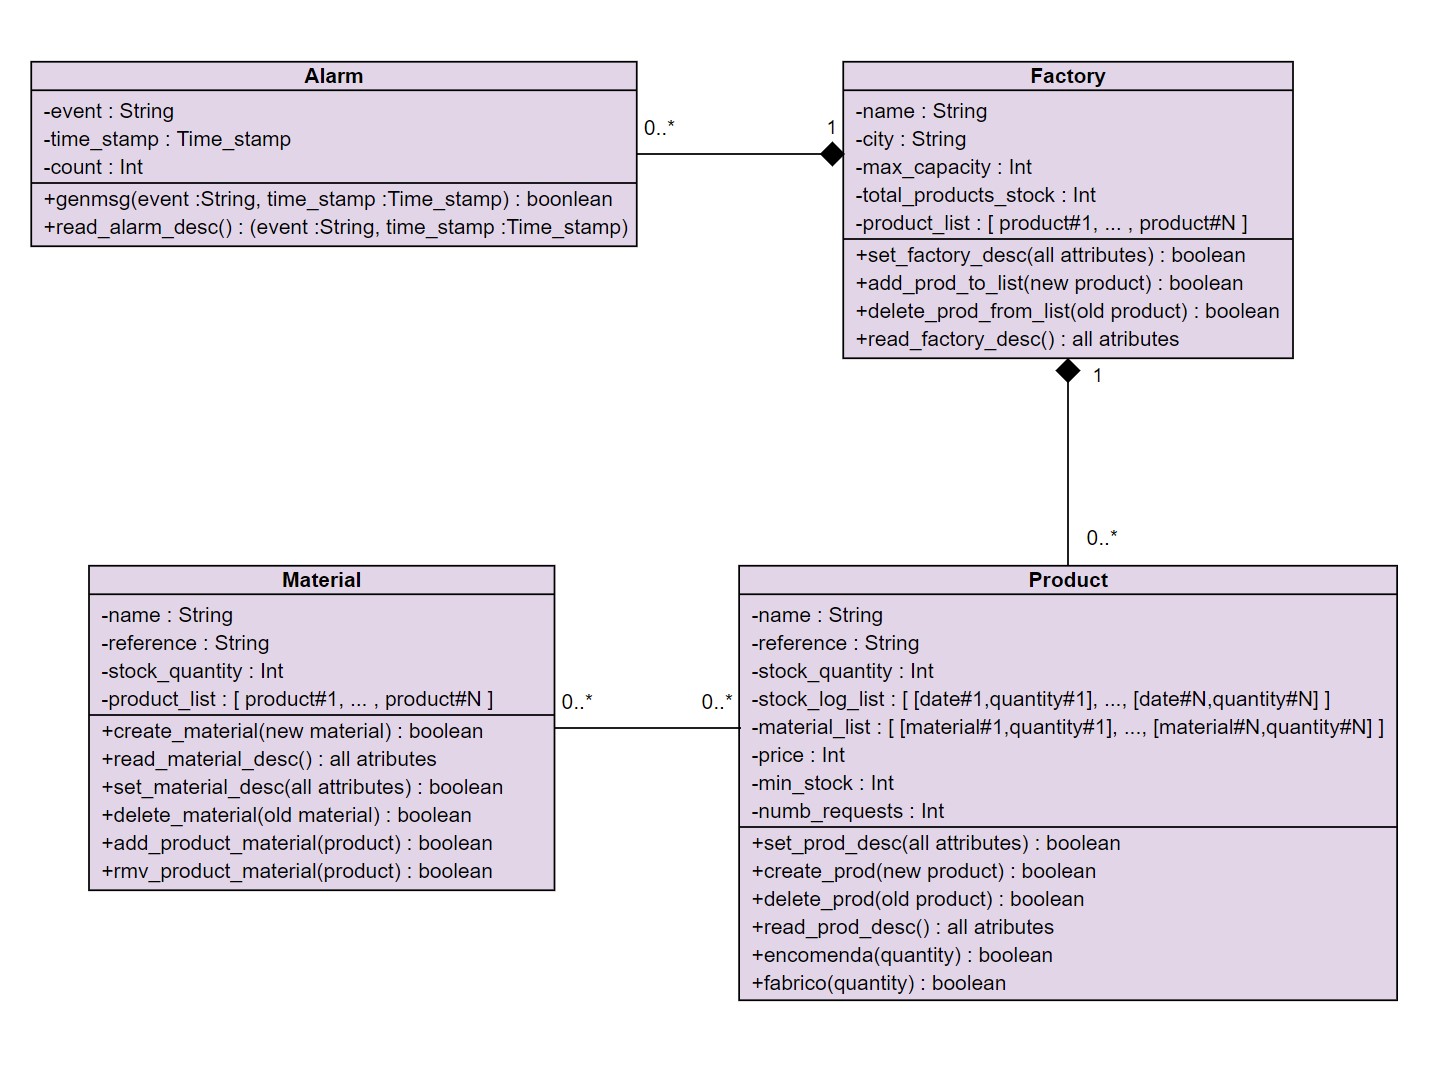 Alarm
-event : String
-time_stamp : Time_stamp
-count : Int
+genmsg(event :String, time_stamp :Time_stamp) : boonlean
+read_alarm_desc() : (event :String, time_stamp :Time_stamp)
0..*
1
Factory
-name : String
-city : String
-max_capacity : Int
-total_products_stock : Int
-product_list : [ product#1, ... , product#N ]
+set_factory_desc(all attributes) : boolean
+add_prod_to_list(new product) : boolean
+delete_prod_from_list(old product) : boolean
+read_factory_desc() : all atributes
1
0..*
Material
-name : String
-reference : String
-stock_quantity : Int
-product_list : [ product#1, ... , product#N ]
+create_material(new material) : boolean
+read_material_desc() : all atributes
+set_material_desc(all attributes) : boolean
+delete_material(old material) : boolean
+add_product_material(product) : boolean
+rmv_product_material(product) : boolean
0..*
0..*
Product
-name : String
-reference : String
-stock_quantity : Int
-stock_log_list : [ [date#1,quantity#1], ..., [date#N,quantity#N] ]
-material_list : [ [material#1,quantity#1], ..., [material#N,quantity#N] ]
-price : Int
-min_stock : Int
-numb_requests : Int
+set_prod_desc(all attributes) : boolean
+create_prod(new product) : boolean
+delete_prod(old product) : boolean
+read_prod_desc() : all atributes
+encomenda(quantity) : boolean
+fabrico(quantity) : boolean